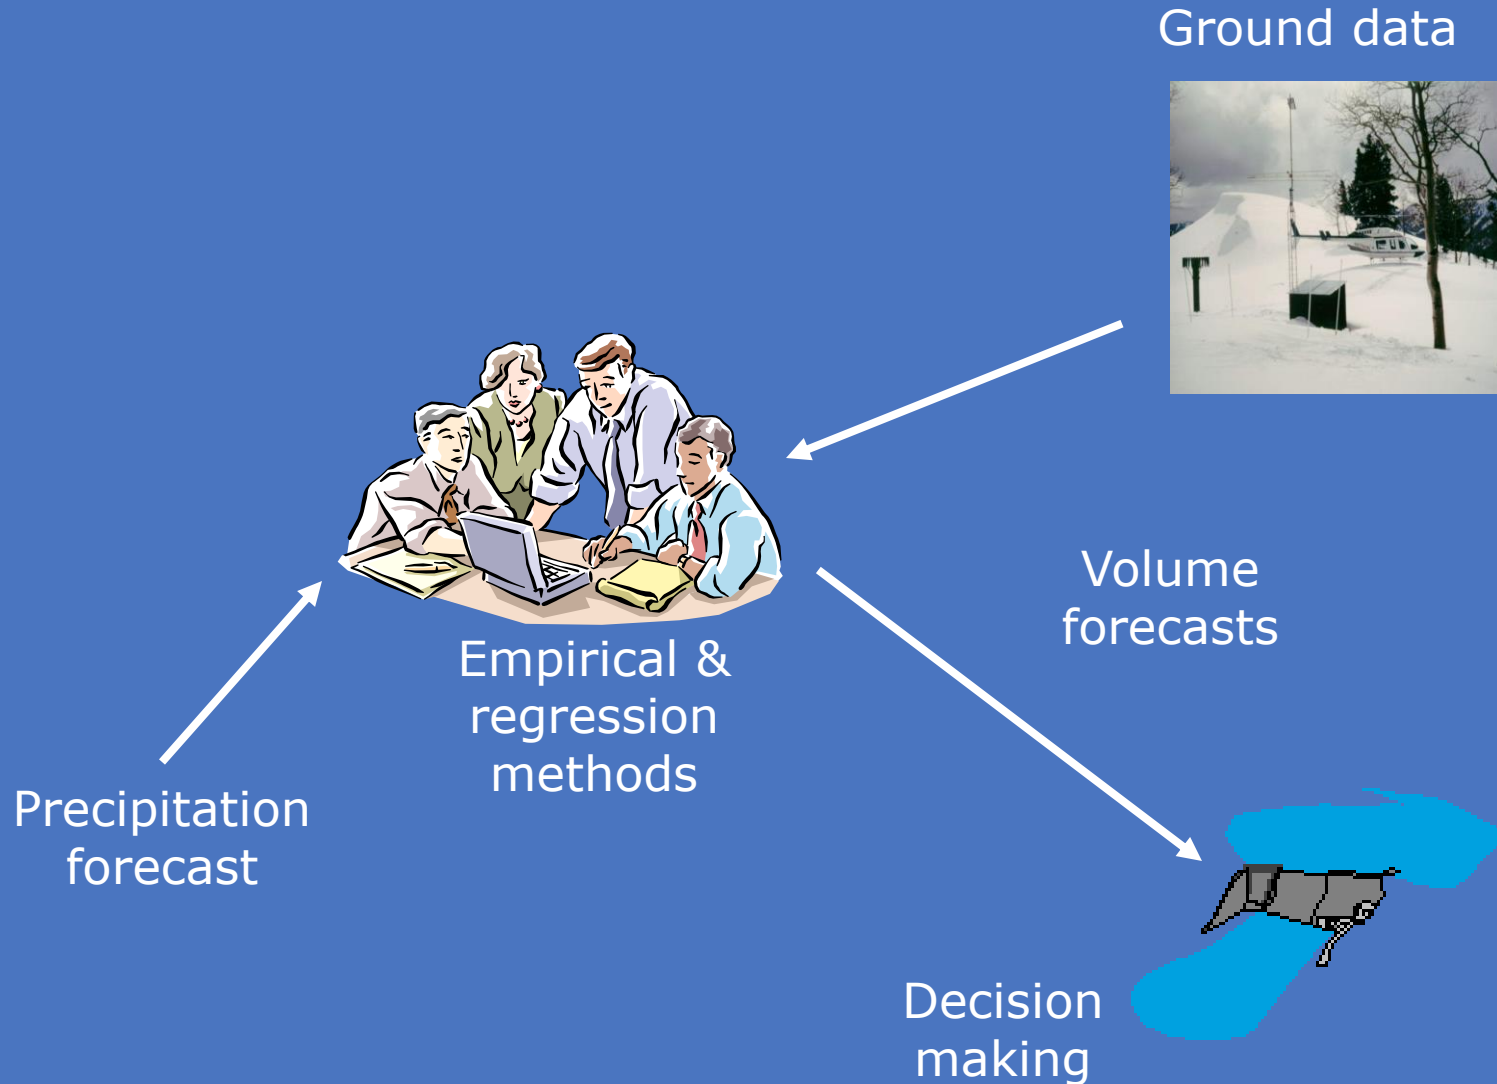 Ground data
Volume
forecasts
Empirical &
regression
methods
Precipitation
forecast
Decision
making